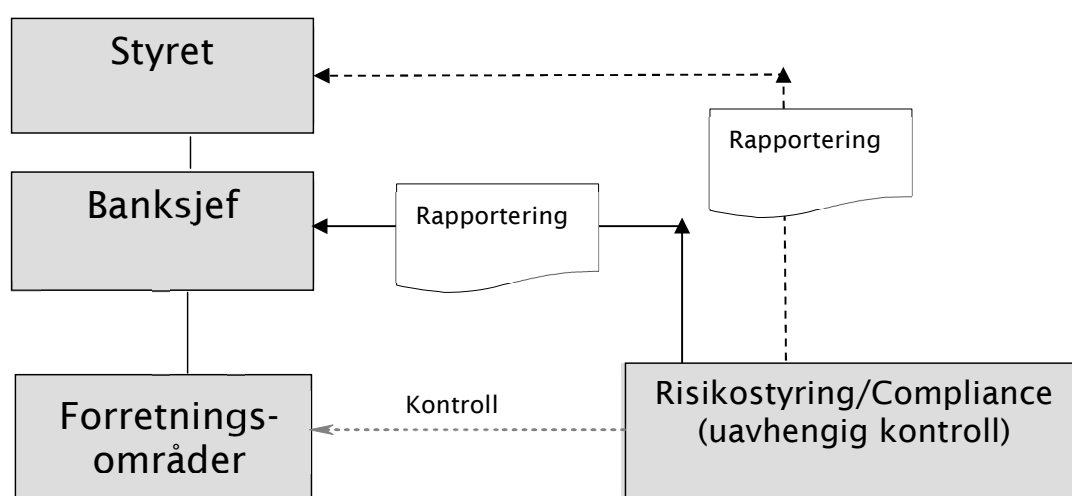 Styret
Rapportering
Banksjef
Rapportering
Forretnings-
områder
Kontroll
Risikostyring/Compliance
(uavhengig kontroll)